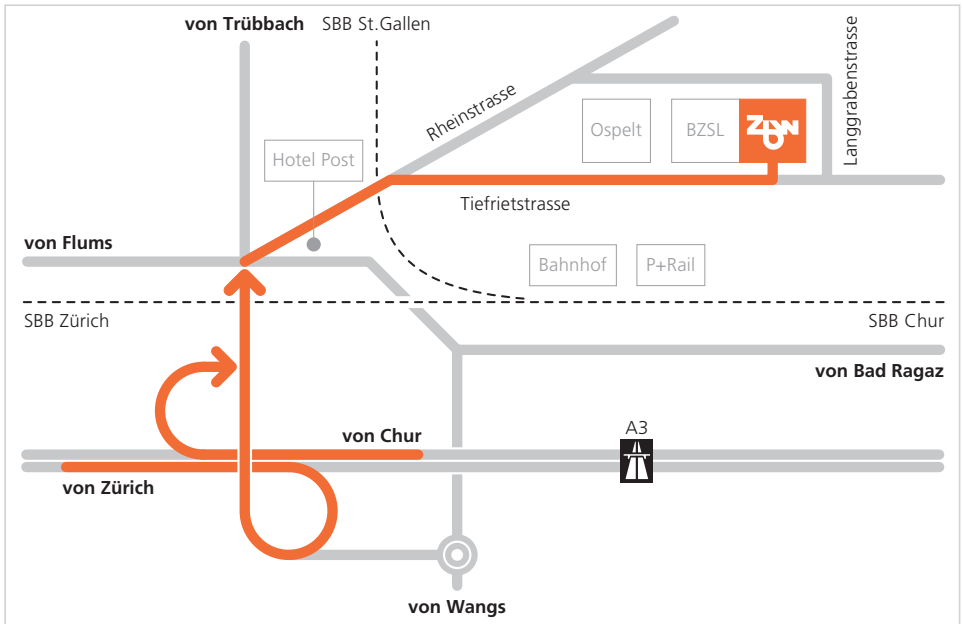 von Trübbach
SBB St.Gallen
Langgrabenstrasse
Rheinstrasse
Ospelt
BZSL
Hotel Post
Tiefrietstrasse
von Flums
Bahnhof
P+Rail
SBB Zürich
SBB Chur
von Bad Ragaz
von Chur
A3
von Zürich
von Wangs